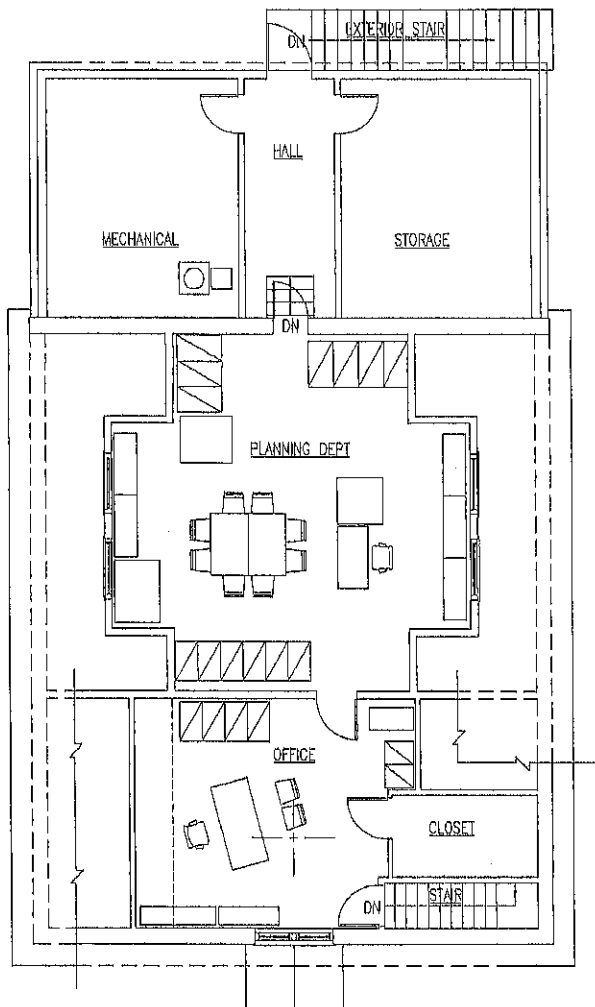 DN
EXTERIOR STAIR
HALL
MECHANICAL
STORAGE
DN
PLANNING DEPT
OFFICE
CLOSET
STAIR
DN